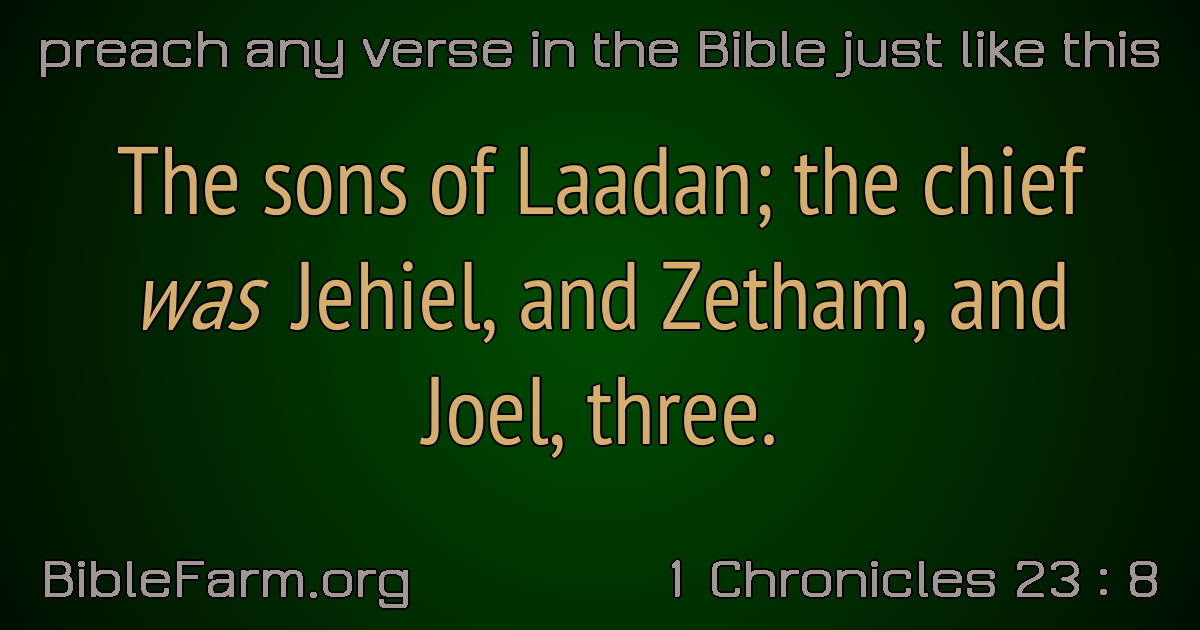 preach any verse in the Bible just like this
The sons of Laadan; the chief
was Jehiel, and Zetham, and
Joel, three.
BibleFarm.org
1 Chronicles 23 : 8